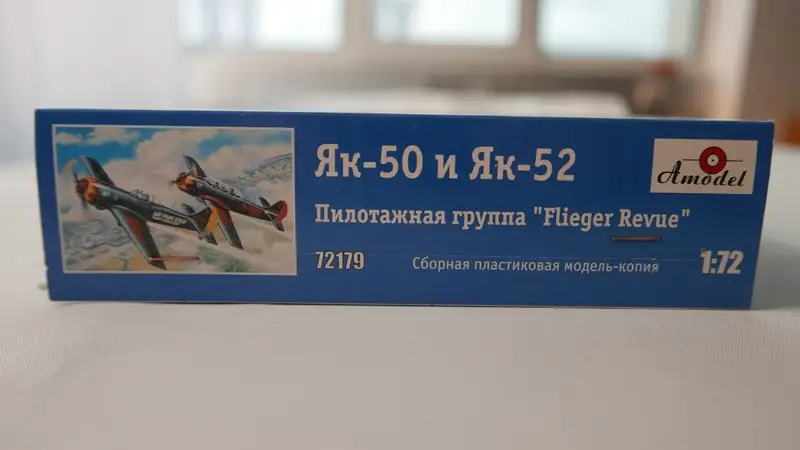 Як-50 и Як-52
Amodel
Пилотажная группа "Flieger Revue"
72179
Сборная пластиковая модель-копия
1:72